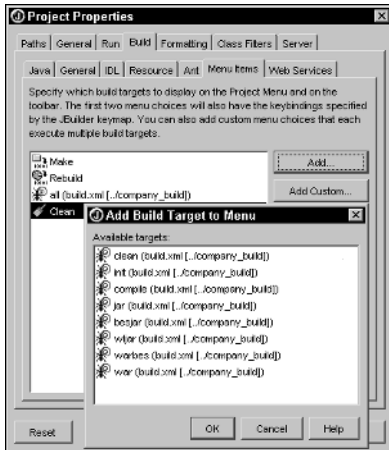 Project Properties
Paths General Run Build Formatting Class Filters Server
Java General IDL Resource Ant Menu Items Web Services
Specify which build targets to display on the Project Menu and on the
toolbar. The first two menu choices will also have the keybindings specified
by the JBuilder keymap. You can also add custom menu choices that each
execute multiple build targets.
Make
Add...
Rebuild
all (build.xml [../company_build])
Add Custom...
Clean
Add Build Target to Menu
Available targets:
clean (build.xml [../company_build])
init (build.xml [../company_build])
compile (build.xml [../company_build])
jar (build.xml [../company_build])
besjar (build.xml [../company_build])
wljar (build.xml [../company_build])
warbes (build.xml [../company_build])
war (build.xml [../company_build])
Reset
OK Cancel Help